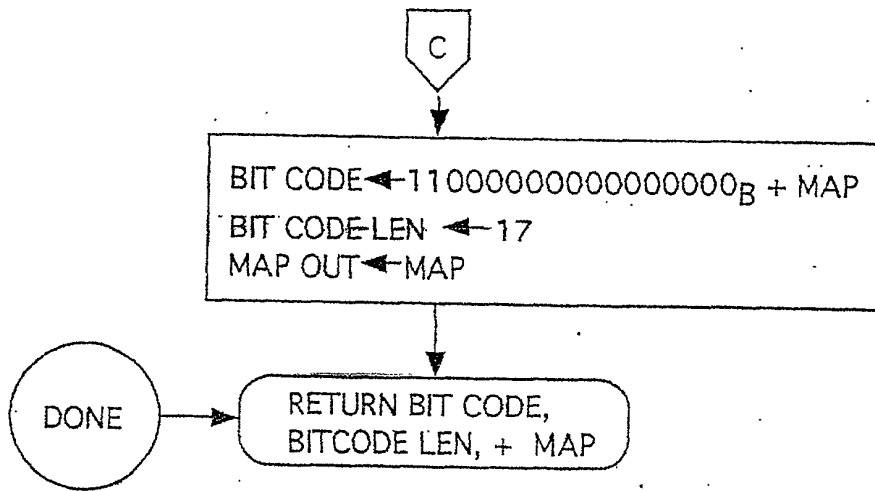 C
BIT CODE←11000000000000000B + MAP
BIT CODE-LEN ←17
MAP OUT←MAP
DONE
RETURN BIT CODE,
BITCODE LEN, + MAP